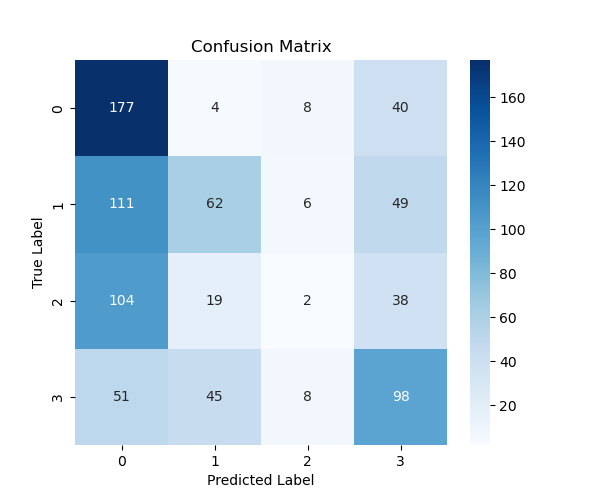 Confusion Matrix
0 177 4 8 40
1 111 62 6 49
2 104 19 2 38
3 51 45 8 98
0 1 2 3
True Label
Predicted Label
160
140
120
100
80
60
40
20